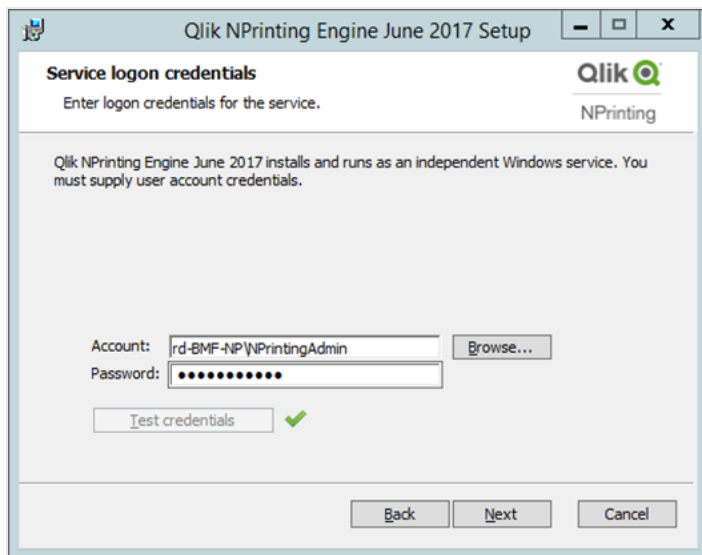 Qlik NPrinting Engine June 2017 Setup
Service logon credentials
Enter logon credentials for the service.
Qlik
NPrinting
Qlik NPrinting Engine June 2017 installs and runs as an independent Windows service. You
must supply user account credentials.
Account: rd-BMF-NP\NPrintingAdmin Browse...
Password: ●●●●●●●●●●●
Test credentials
Back Next Cancel